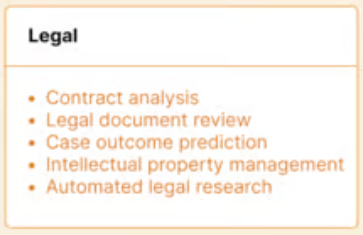 Legal
• Contract analysis
• Legal document review
• Case outcome prediction
• Intellectual property management
• Automated legal research